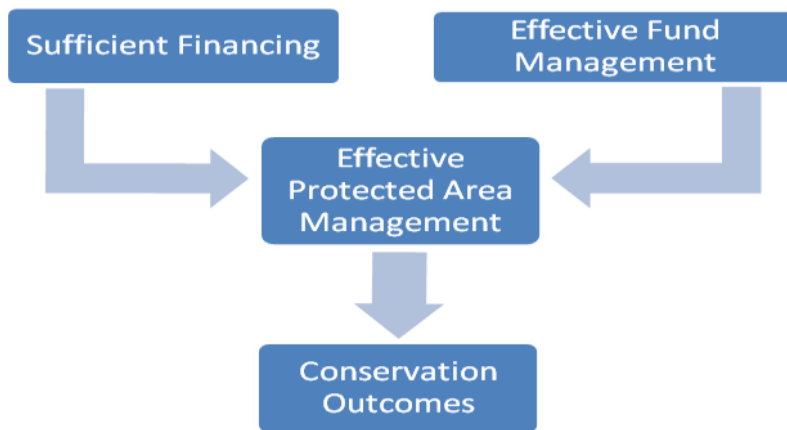 Sufficient Financing
Effective Fund
Management
Effective
Protected Area
Management
Conservation
Outcomes